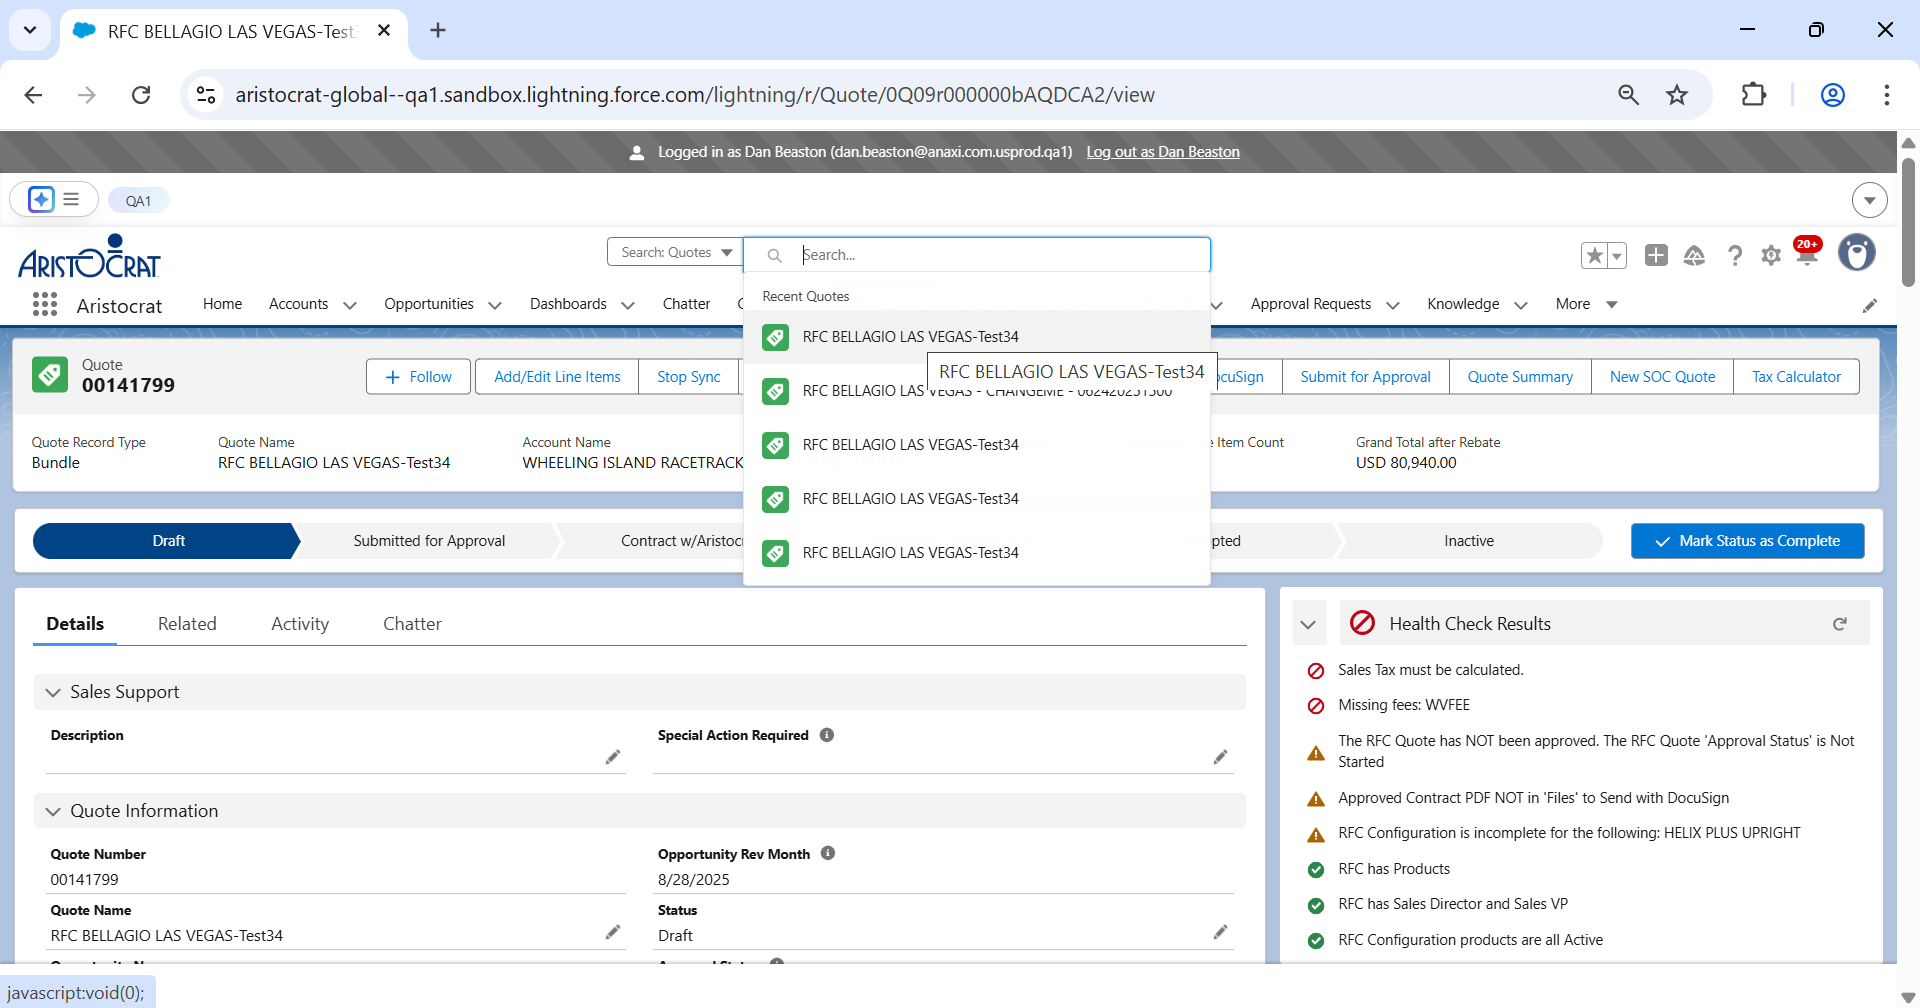 RFC BELLAGIO LAS VEGAS-Test3
aristocrat-global--qa1.sandbox.lightning.force.com/lightning/r/Quote/0Q09r000000bAQDCA2/view
Logged in as Dan Beaston (dan.beaston@anaxi.com.usprod.qa1) Log out as Dan Beaston
QA1
ARISTOCRAT
Search: Quotes
Search...
20+
Aristocrat
Home
Accounts
Opportunities
Dashboards
Chatter
Approval Requests
Knowledge
More
Recent Quotes
RFC BELLAGIO LAS VEGAS-Test34
RFC BELLAGIO LAS VEGAS-Test34
RFC BELLAGIO LAS VEGAS - CHANGEME - 062420251500
RFC BELLAGIO LAS VEGAS-Test34
RFC BELLAGIO LAS VEGAS-Test34
RFC BELLAGIO LAS VEGAS-Test34
Quote
00141799
Follow
Add/Edit Line Items
Stop Sync
cuSign
Submit for Approval
Quote Summary
New SOC Quote
Tax Calculator
Quote Record Type
Bundle
Quote Name
RFC BELLAGIO LAS VEGAS-Test34
Account Name
WHEELING ISLAND RACETRACK
e Item Count
Grand Total after Rebate
USD 80,940.00
Draft
Submitted for Approval
Contract w/Aristoc
pted
Inactive
Mark Status as Complete
Details
Related
Activity
Chatter
Sales Support
Description
Special Action Required
Quote Information
Quote Number
00141799
Opportunity Rev Month
8/28/2025
Quote Name
RFC BELLAGIO LAS VEGAS-Test34
Status
Draft
Health Check Results
Sales Tax must be calculated.
Missing fees: WVFEE
The RFC Quote has NOT been approved. The RFC Quote 'Approval Status' is Not
Started
Approved Contract PDF NOT in 'Files' to Send with DocuSign
RFC Configuration is incomplete for the following: HELIX PLUS UPRIGHT
RFC has Products
RFC has Sales Director and Sales VP
RFC Configuration products are all Active
javascript:void(0);